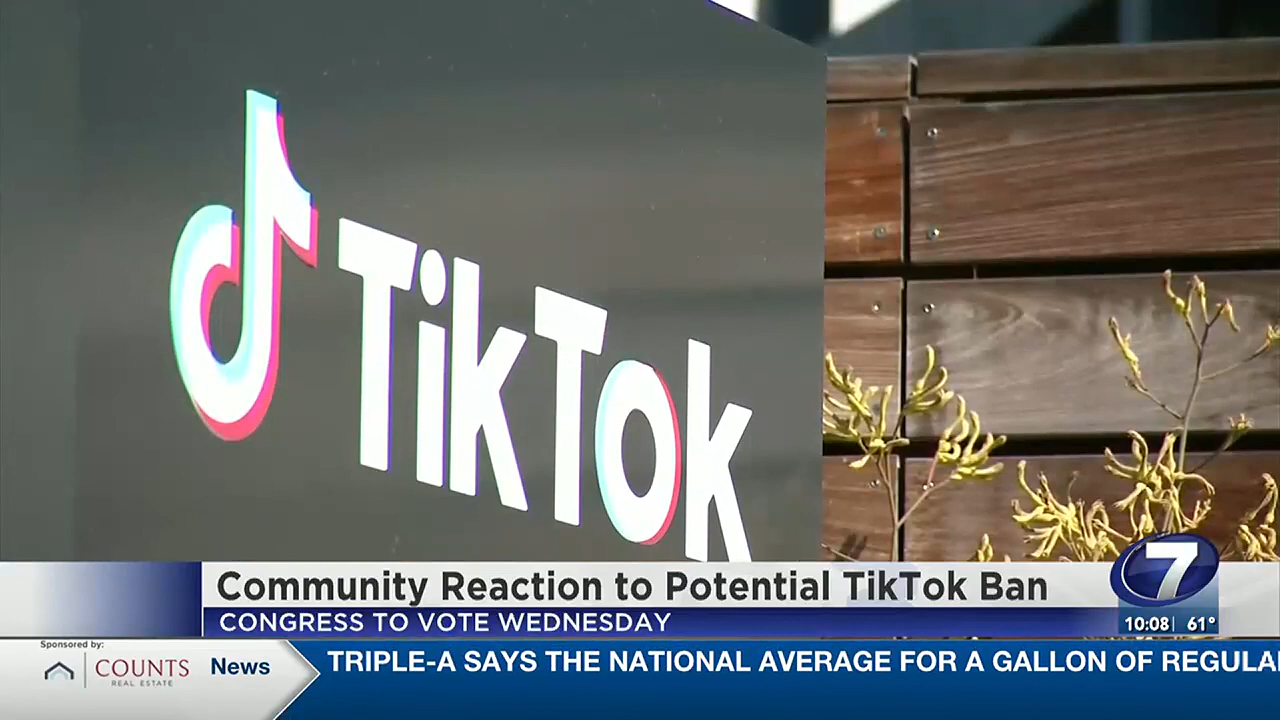 TikTok
Community Reaction to Potential TikTok Ban
CONGRESS TO VOTE WEDNESDAY
7
10:08 61°
Sponsored by:
COUNTS
REAL ESTATE
News
TRIPLE-A SAYS THE NATIONAL AVERAGE FOR A GALLON OF REGULA